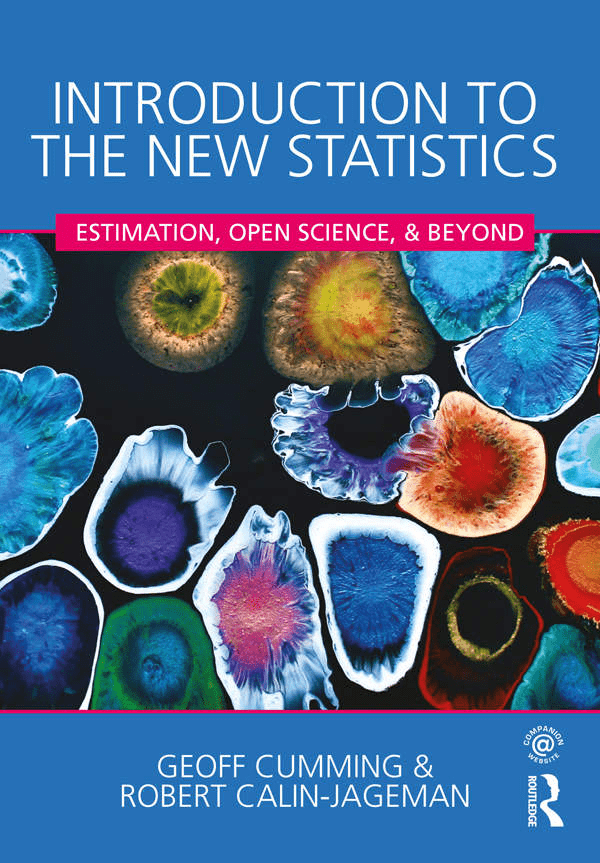 INTRODUCTION TO
THE NEW STATISTICS
ESTIMATION, OPEN SCIENCE, & BEYOND
GEOFF CUMMING &
ROBERT CALIN-JAGEMAN
COMPANION
@
WEBSITE
ROUTLEDGE